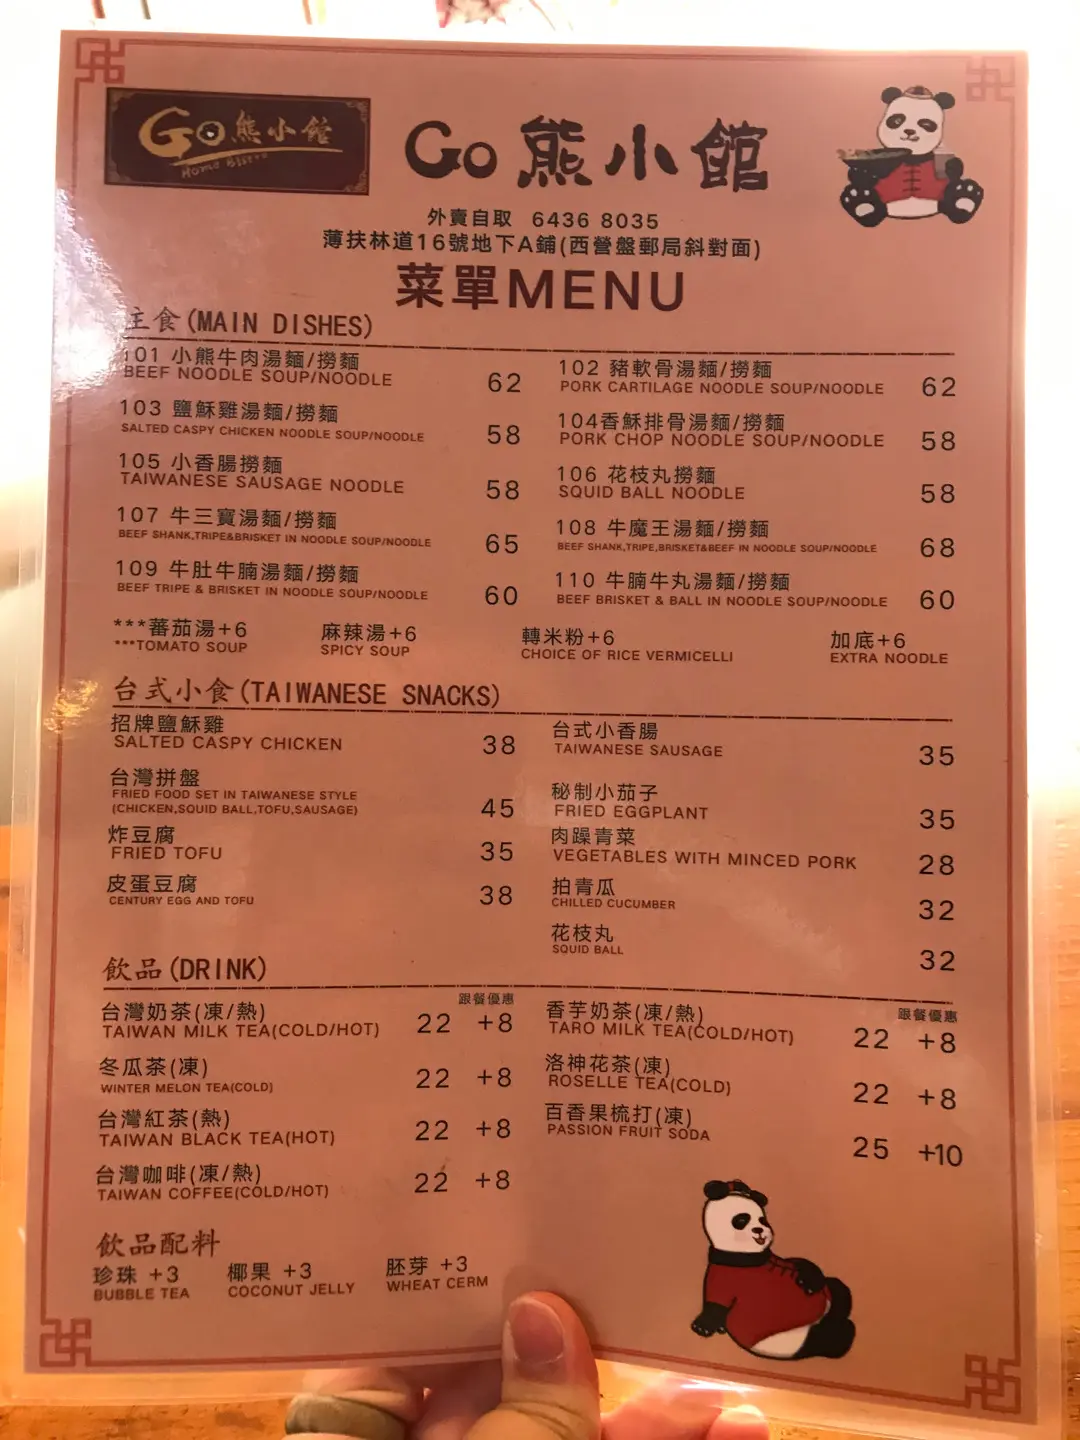 Go熊小館
Home Bistro
Go 熊小館
外賣自取 6436 8035
薄扶林道16號地下A鋪(西營盤郵局斜對面)
菜單MENU
主食(MAIN DISHES)
101 小熊牛肉湯麵/撈麵
BEEF NOODLE SOUP/NOODLE 62
102 豬軟骨湯麵/撈麵
PORK CARTILAGE NOODLE SOUP/NOODLE 62
103 鹽穌雞湯麵/撈麵
SALTED CASPY CHICKEN NOODLE SOUP/NOODLE 58
104香穌排骨湯麵/撈麵
PORK CHOP NOODLE SOUP/NOODLE 58
105 小香腸撈麵
TAIWANESE SAUSAGE NOODLE 58
106 花枝丸撈麵
SQUID BALL NOODLE 58
107 牛三寶湯麵/撈麵
BEEF SHANK,TRIPE&BRISKET IN NOODLE SOUP/NOODLE 65
108 牛魔王湯麵/撈麵
BEEF SHANK,TRIPE,BRISKET&BEEF IN NOODLE SOUP/NOODLE 68
109 牛肚牛腩湯麵/撈麵
BEEF TRIPE & BRISKET IN NOODLE SOUP/NOODLE 60
110 牛腩牛丸湯麵/撈麵
BEEF BRISKET & BALL IN NOODLE SOUP/NOODLE 60
***蕃茄湯+6
***TOMATO SOUP
麻辣湯+6
SPICY SOUP
轉米粉+6
CHOICE OF RICE VERMICELLI
加底+6
EXTRA NOODLE
台式小食(TAIWANESE SNACKS)
招牌鹽穌雞
SALTED CASPY CHICKEN 38
台式小香腸
TAIWANESE SAUSAGE 35
台灣拼盤
FRIED FOOD SET IN TAIWANESE STYLE
(CHICKEN,SQUID BALL,TOFU,SAUSAGE) 45
秘制小茄子
FRIED EGGPLANT 35
炸豆腐
FRIED TOFU 35
肉躁青菜
VEGETABLES WITH MINCED PORK 28
皮蛋豆腐
CENTURY EGG AND TOFU 38
拍青瓜
CHILLED CUCUMBER 32
花枝丸
SQUID BALL 32
飲品(DRINK)
跟餐優惠
台灣奶茶(凍/熱)
TAIWAN MILK TEA(COLD/HOT) 22 +8
跟餐優惠
香芋奶茶(凍/熱)
TARO MILK TEA(COLD/HOT) 22 +8
冬瓜茶(凍)
WINTER MELON TEA(COLD) 22 +8
洛神花茶(凍)
ROSELLE TEA(COLD) 22 +8
台灣紅茶(熱)
TAIWAN BLACK TEA(HOT) 22 +8
百香果梳打(凍)
PASSION FRUIT SODA 25 +10
台灣咖啡(凍/熱)
TAIWAN COFFEE(COLD/HOT) 22 +8
飲品配料
珍珠 +3
BUBBLE TEA
椰果 +3
COCONUT JELLY
胚芽 +3
WHEAT CERM